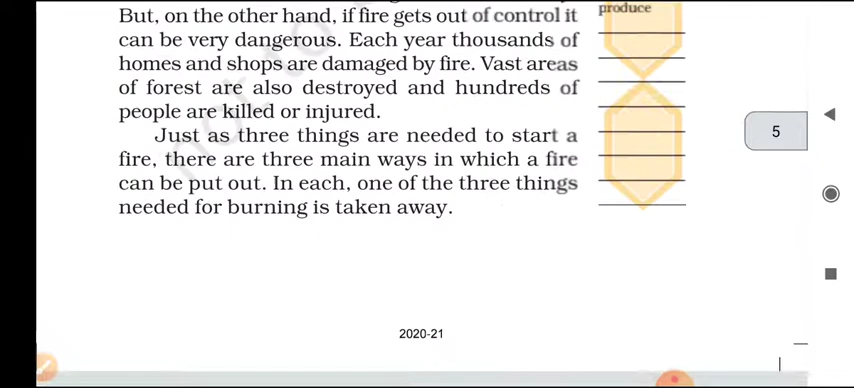 But, on the other hand, if fire gets out of control it
can be very dangerous. Each year thousands of
homes and shops are damaged by fire. Vast areas
of forest are also destroyed and hundreds of
people are killed or injured.
Just as three things are needed to start a
fire, there are three main ways in which a fire
can be put out. In each, one of the three things
needed for burning is taken away.
produce
5
2020-21